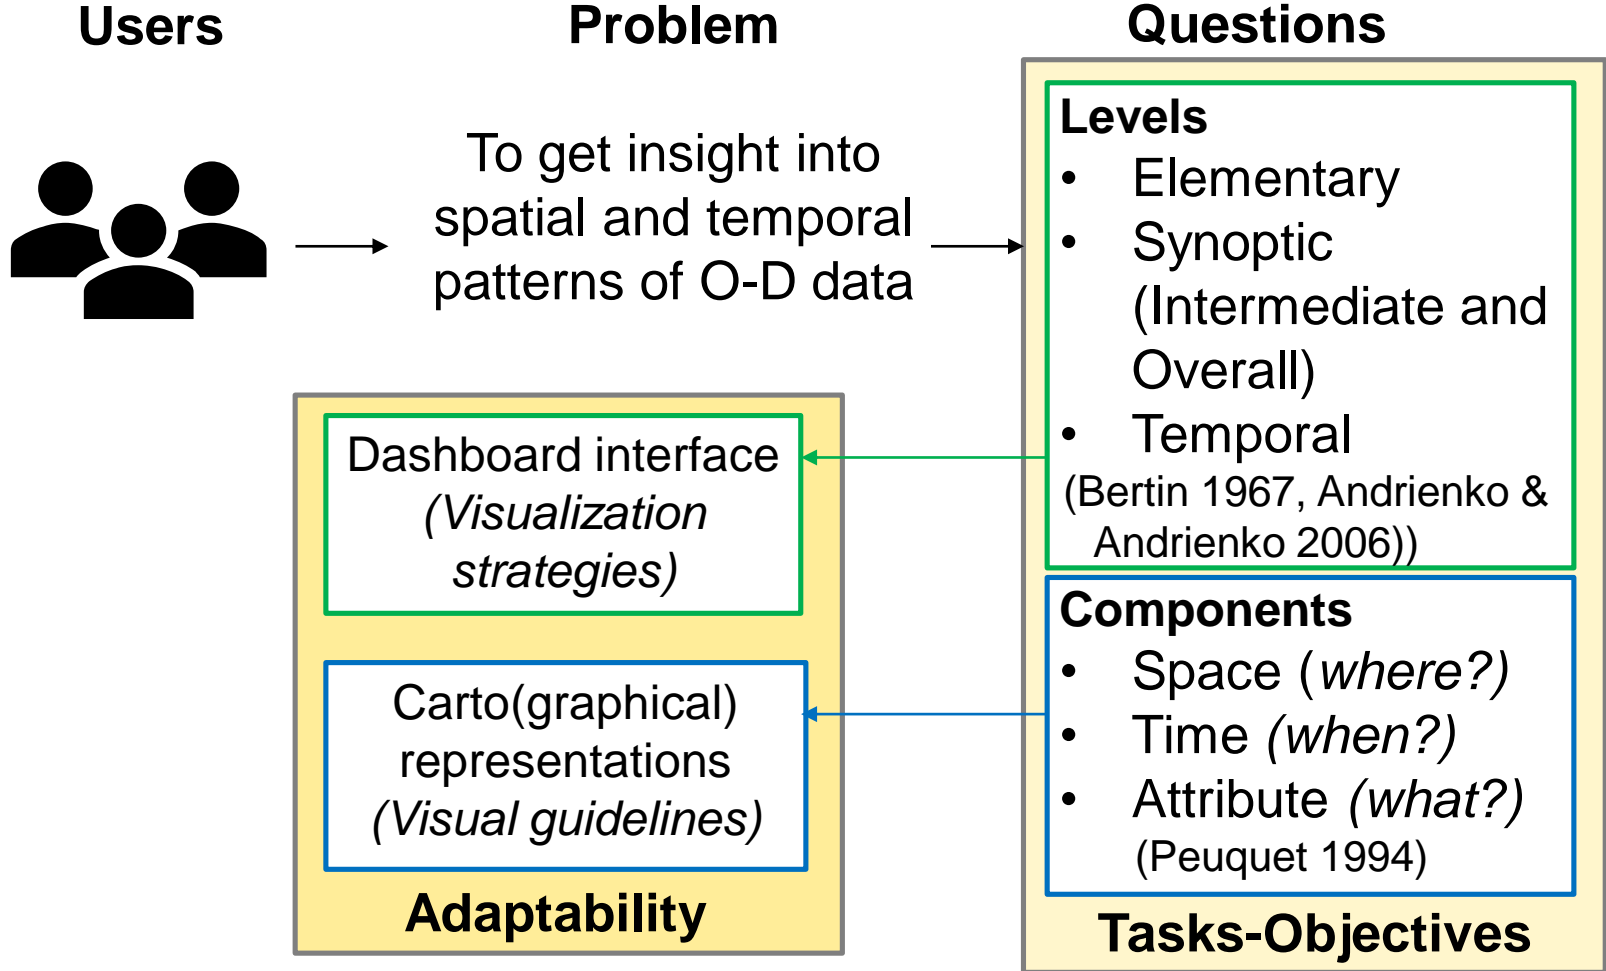 Users
Problem
Questions
To get insight into
spatial and temporal
patterns of O-D data
Levels
• Elementary
• Synoptic
(Intermediate and
Overall)
• Temporal
(Bertin 1967, Andrienko &
Andrienko 2006))
Components
• Space (where?)
• Time (when?)
• Attribute (what?)
(Peuquet 1994)
Tasks-Objectives
Dashboard interface
(Visualization
strategies)
Carto(graphical)
representations
(Visual guidelines)
Adaptability